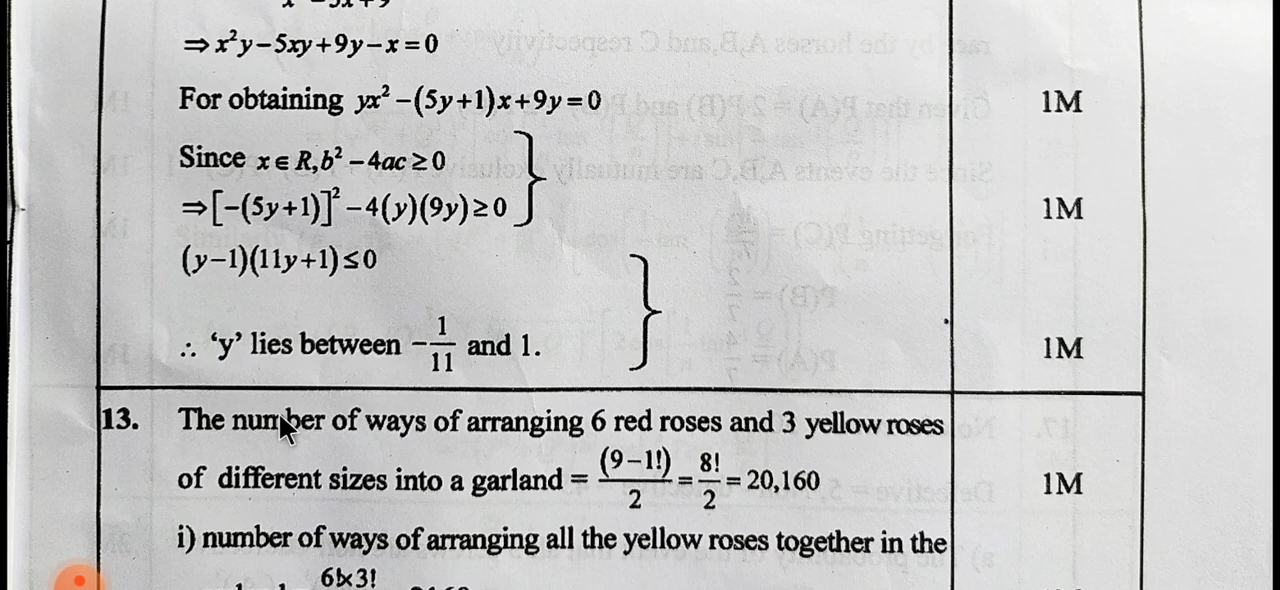 ⇒x²y−5xy+9y−x=0
For obtaining yx²−(5y+1)x+9y=0 1M
Since x∈R,b²−4ac≥0
⇒[−(5y+1)]²−4(y)(9y)≥0 1M
(y−1)(11y+1)≤0
∴ ‘y’ lies between −1/11 and 1. 1M
13. The number of ways of arranging 6 red roses and 3 yellow roses
of different sizes into a garland = (9−1!)/2 = 8!/2 = 20,160 1M
i) number of ways of arranging all the yellow roses together in the
6!×3!